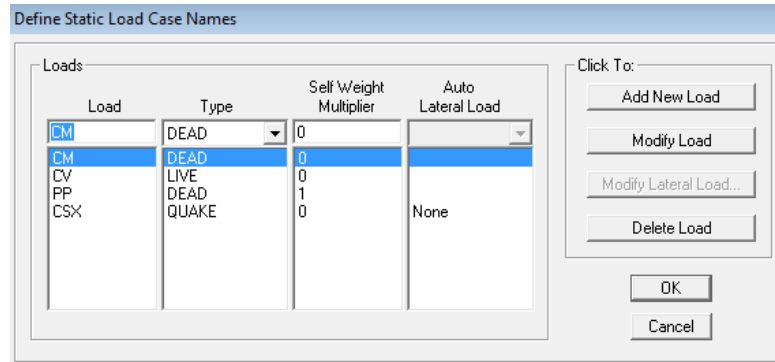 Define Static Load Case Names
Loads
Click To:
Load Type Self Weight Multiplier Auto Lateral Load
CM DEAD 0
CM DEAD 0
CV LIVE 0
PP DEAD 1
CSX QUAKE 0 None
Add New Load
Modify Load
Modify Lateral Load...
Delete Load
OK
Cancel